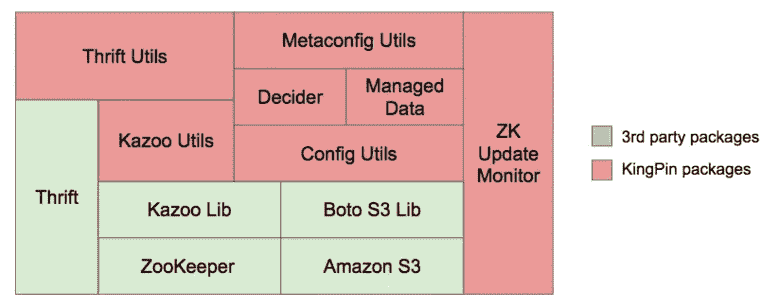 Thrift Utils
Metaconfig Utils
Decider
Managed
Data
ZK
Update
Monitor
Kazoo Utils
Config Utils
Thrift
Kazoo Lib
Boto S3 Lib
ZooKeeper
Amazon S3
3rd party packages
KingPin packages